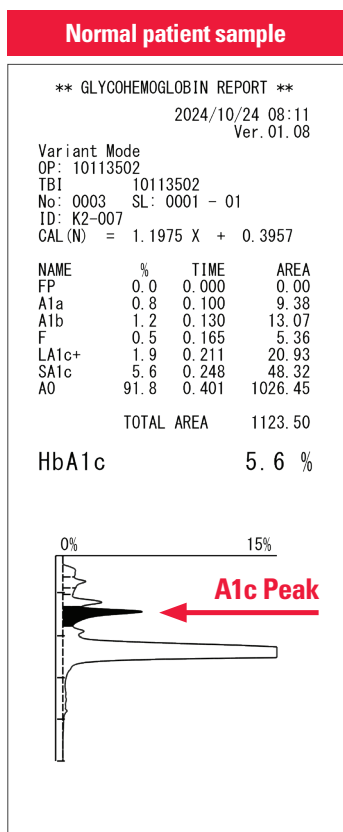 Normal patient sample
** GLYCOHEMOGLOBIN REPORT **
2024/10/24 08:11
Ver. 01.08
Variant Mode
OP: 10113502
TBI 10113502
No: 0003 SL: 0001 - 01
ID: K2-007
CAL(N) = 1.1975 X + 0.3957
NAME % TIME AREA
FP 0.0 0.000 0.00
A1a 0.8 0.100 9.38
A1b 1.2 0.130 13.07
F 0.5 0.165 5.36
LA1c+ 1.9 0.211 20.93
SA1c 5.6 0.248 48.32
A0 91.8 0.401 1026.45
TOTAL AREA 1123.50
HbA1c 5.6 %
0% 15%
A1c Peak